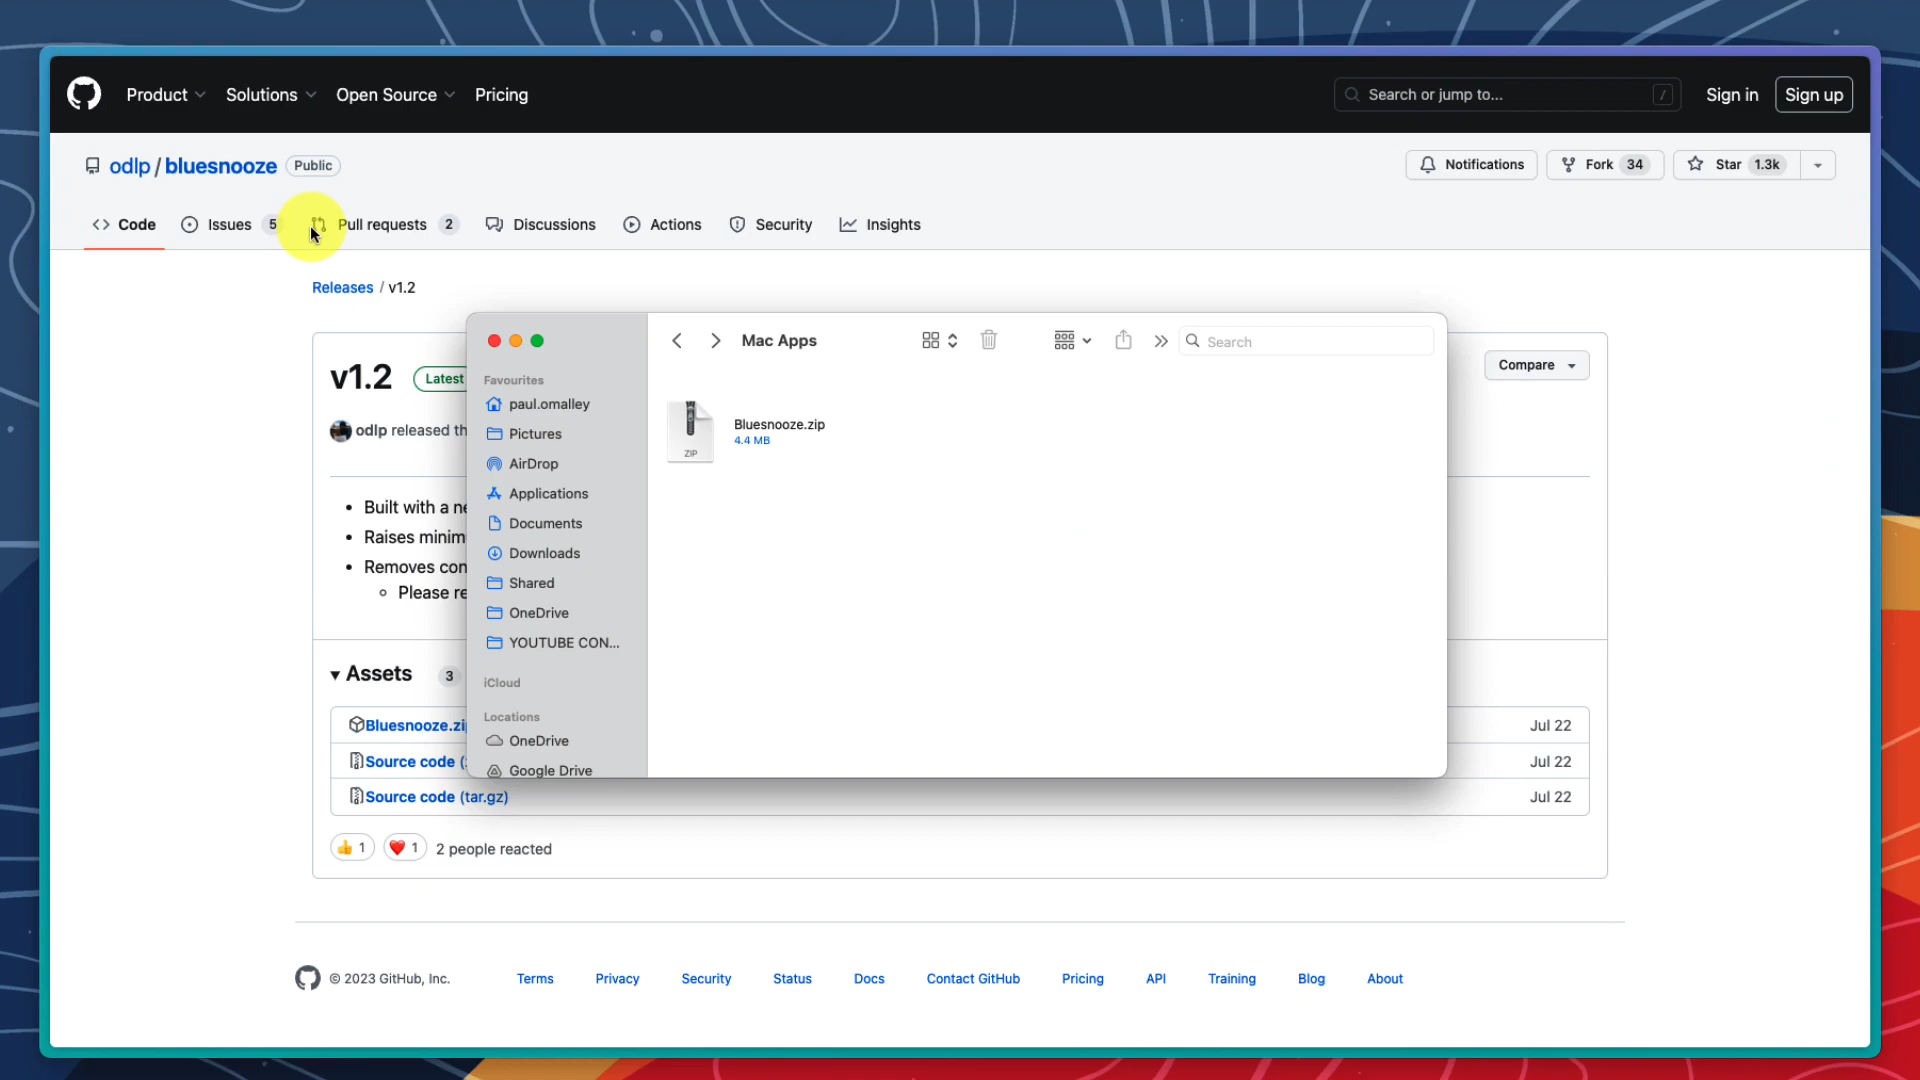 Product Solutions Open Source Pricing Search or jump to... / Sign in Sign up
odlp / bluesnooze Public Notifications Fork 34 Star 1.3k
Code Issues 5 Pull requests 2 Discussions Actions Security Insights
Releases / v1.2
v1.2 Latest
Compare
odlp released th
Built with a ne
Raises minim
Removes con
Please re
Assets 3
Bluesnooze.zip
Jul 22
Source code (
Jul 22
Source code (tar.gz)
Jul 22
👍 1 ❤️ 1 2 people reacted
Mac Apps Search
Favourites
paul.omalley
Pictures
AirDrop
Applications
Documents
Downloads
Shared
OneDrive
YOUTUBE CON...
iCloud
Locations
OneDrive
Google Drive
ZIP
Bluesnooze.zip
4.4 MB
© 2023 GitHub, Inc. Terms Privacy Security Status Docs Contact GitHub Pricing API Training Blog About